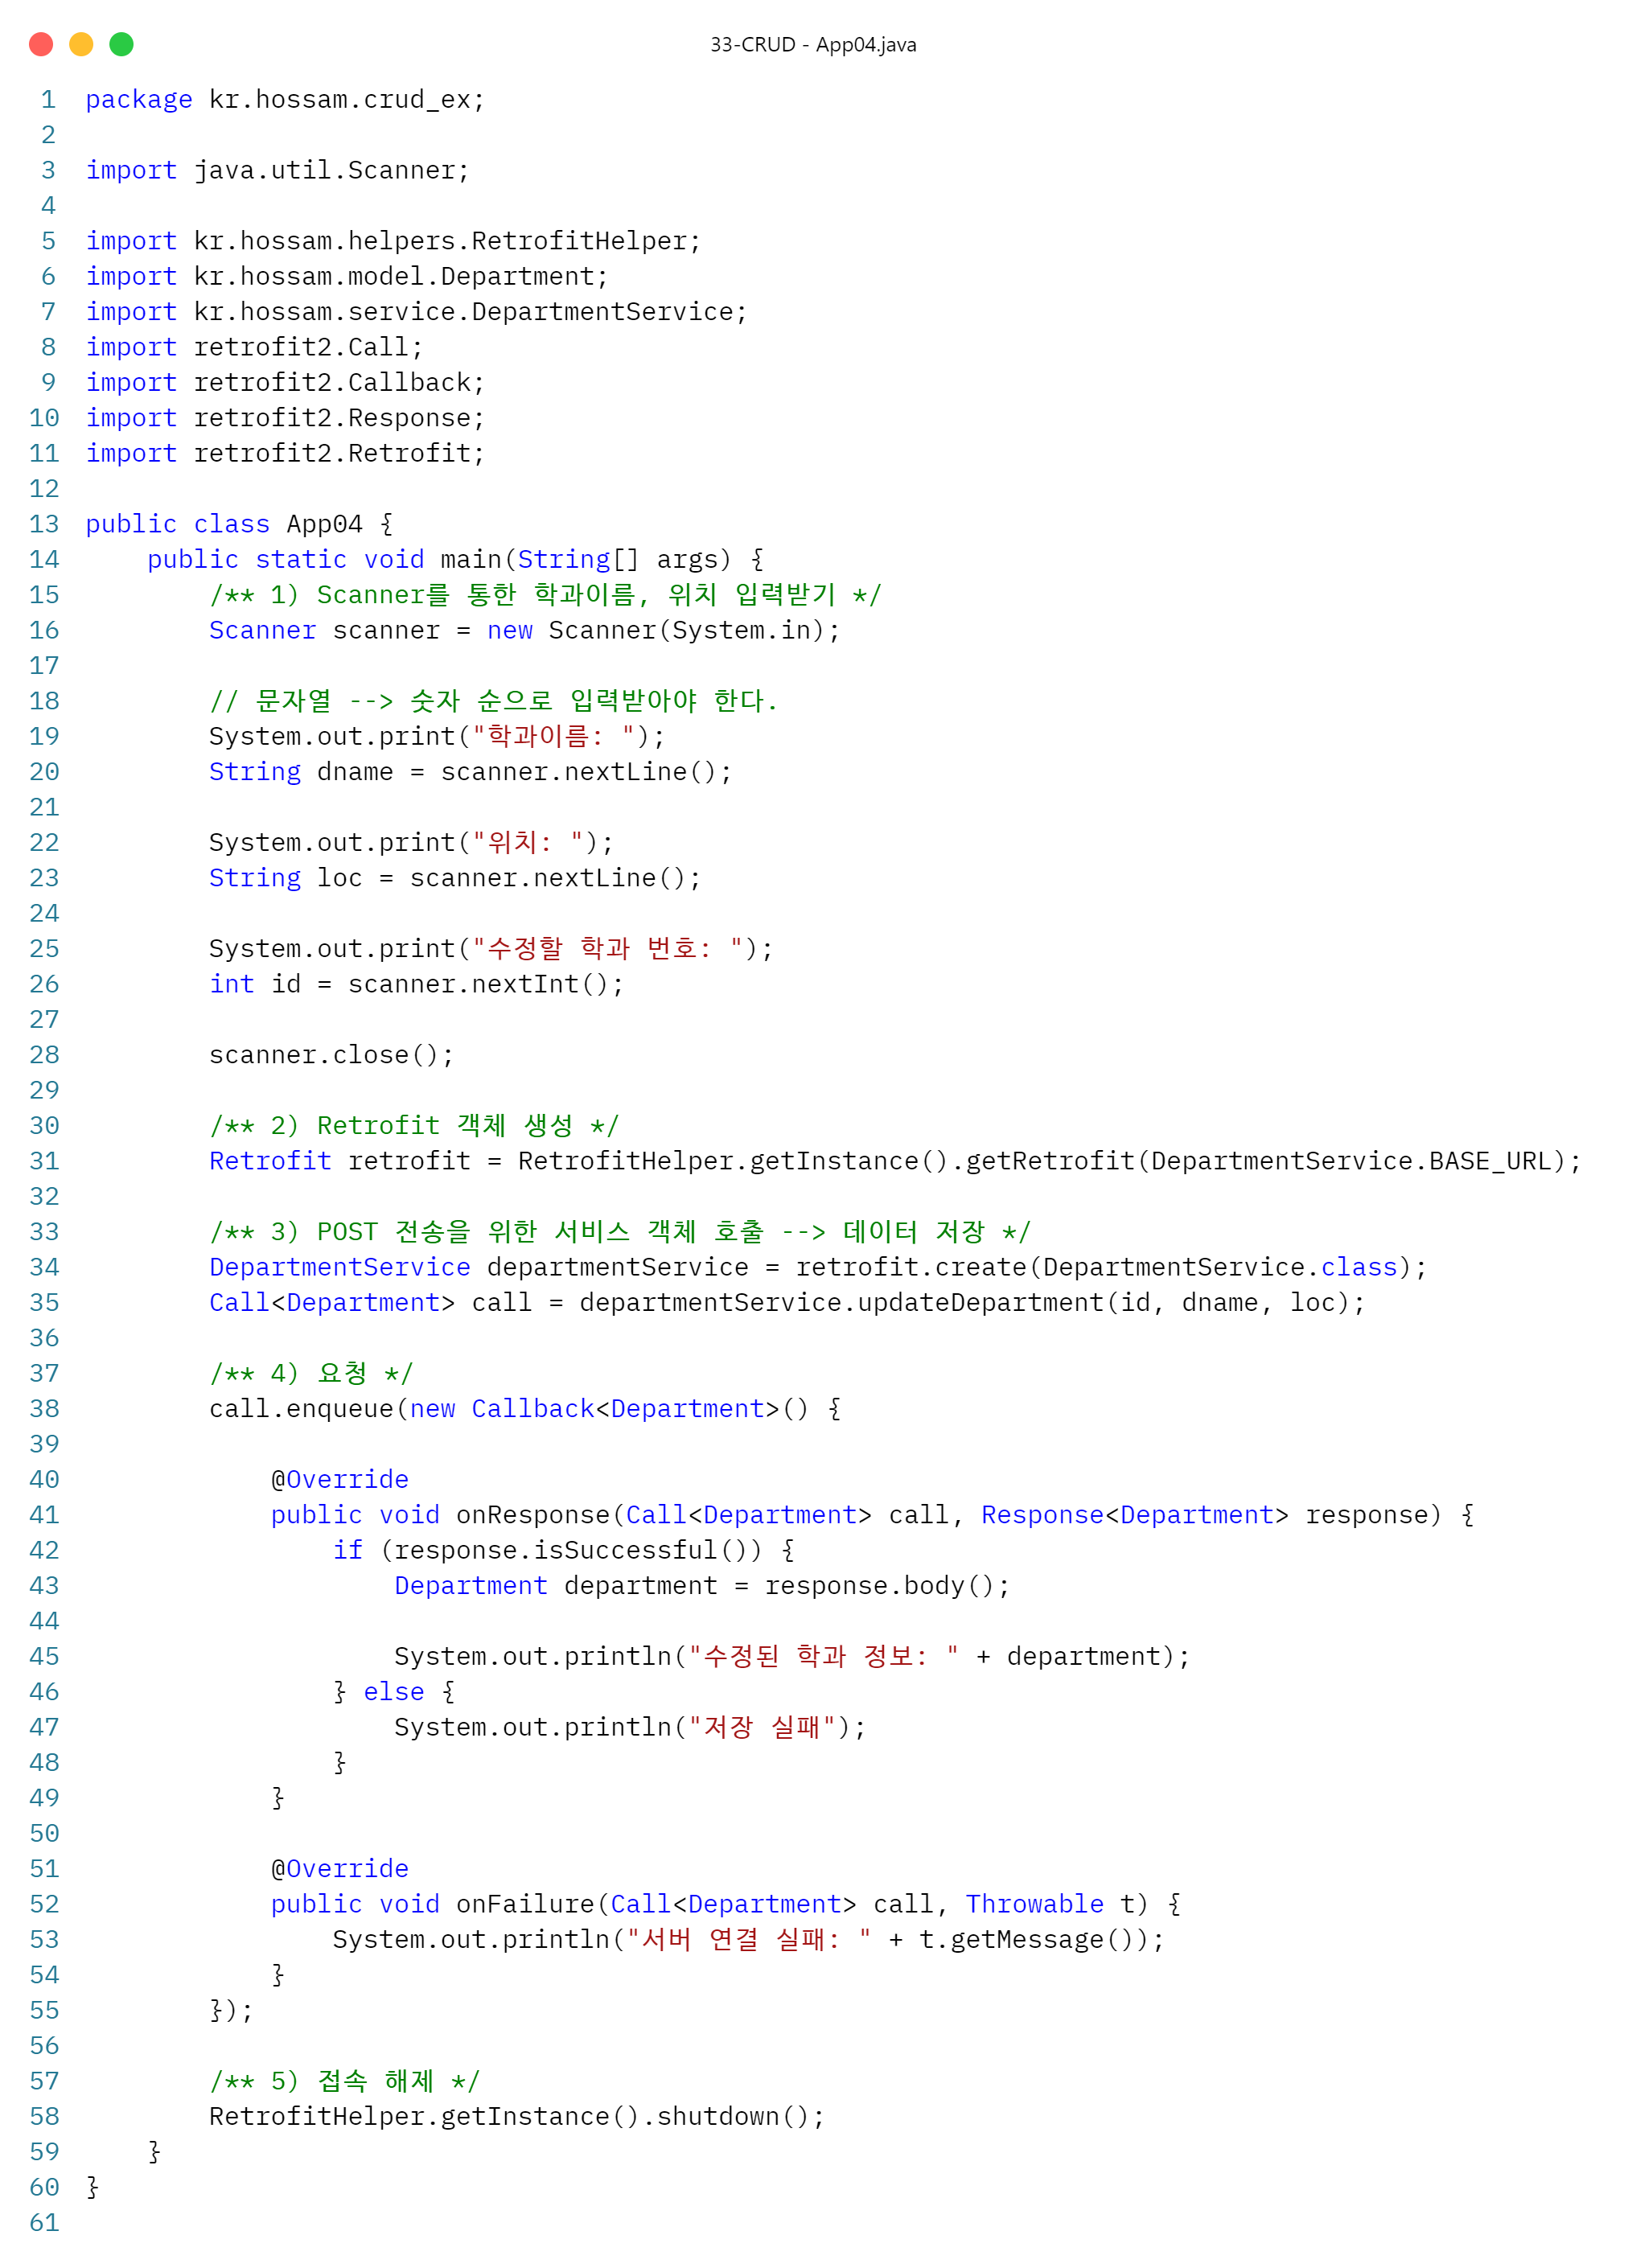 33-CRUD - App04.java
1 package kr.hossam.crud_ex;
2
3 import java.util.Scanner;
4
5 import kr.hossam.helpers.RetrofitHelper;
6 import kr.hossam.model.Department;
7 import kr.hossam.service.DepartmentService;
8 import retrofit2.Call;
9 import retrofit2.Callback;
10 import retrofit2.Response;
11 import retrofit2.Retrofit;
12
13 public class App04 {
14     public static void main(String[] args) {
15         /** 1) Scanner를 통한 학과이름, 위치 입력받기 */
16         Scanner scanner = new Scanner(System.in);
17
18         // 문자열 --> 숫자 순으로 입력받아야 한다.
19         System.out.print("학과이름: ");
20         String dname = scanner.nextLine();
21
22         System.out.print("위치: ");
23         String loc = scanner.nextLine();
24
25         System.out.print("수정할 학과 번호: ");
26         int id = scanner.nextInt();
27
28         scanner.close();
29
30         /** 2) Retrofit 객체 생성 */
31         Retrofit retrofit = RetrofitHelper.getInstance().getRetrofit(DepartmentService.BASE_URL);
32
33         /** 3) POST 전송을 위한 서비스 객체 호출 --> 데이터 저장 */
34         DepartmentService departmentService = retrofit.create(DepartmentService.class);
35         Call<Department> call = departmentService.updateDepartment(id, dname, loc);
36
37         /** 4) 요청 */
38         call.enqueue(new Callback<Department>() {
39
40             @Override
41             public void onResponse(Call<Department> call, Response<Department> response) {
42                 if (response.isSuccessful()) {
43                     Department department = response.body();
44
45                     System.out.println("수정된 학과 정보: " + department);
46                 } else {
47                     System.out.println("저장 실패");
48                 }
49             }
50
51             @Override
52             public void onFailure(Call<Department> call, Throwable t) {
53                 System.out.println("서버 연결 실패: " + t.getMessage());
54             }
55         });
56
57         /** 5) 접속 해제 */
58         RetrofitHelper.getInstance().shutdown();
59     }
60 }
61